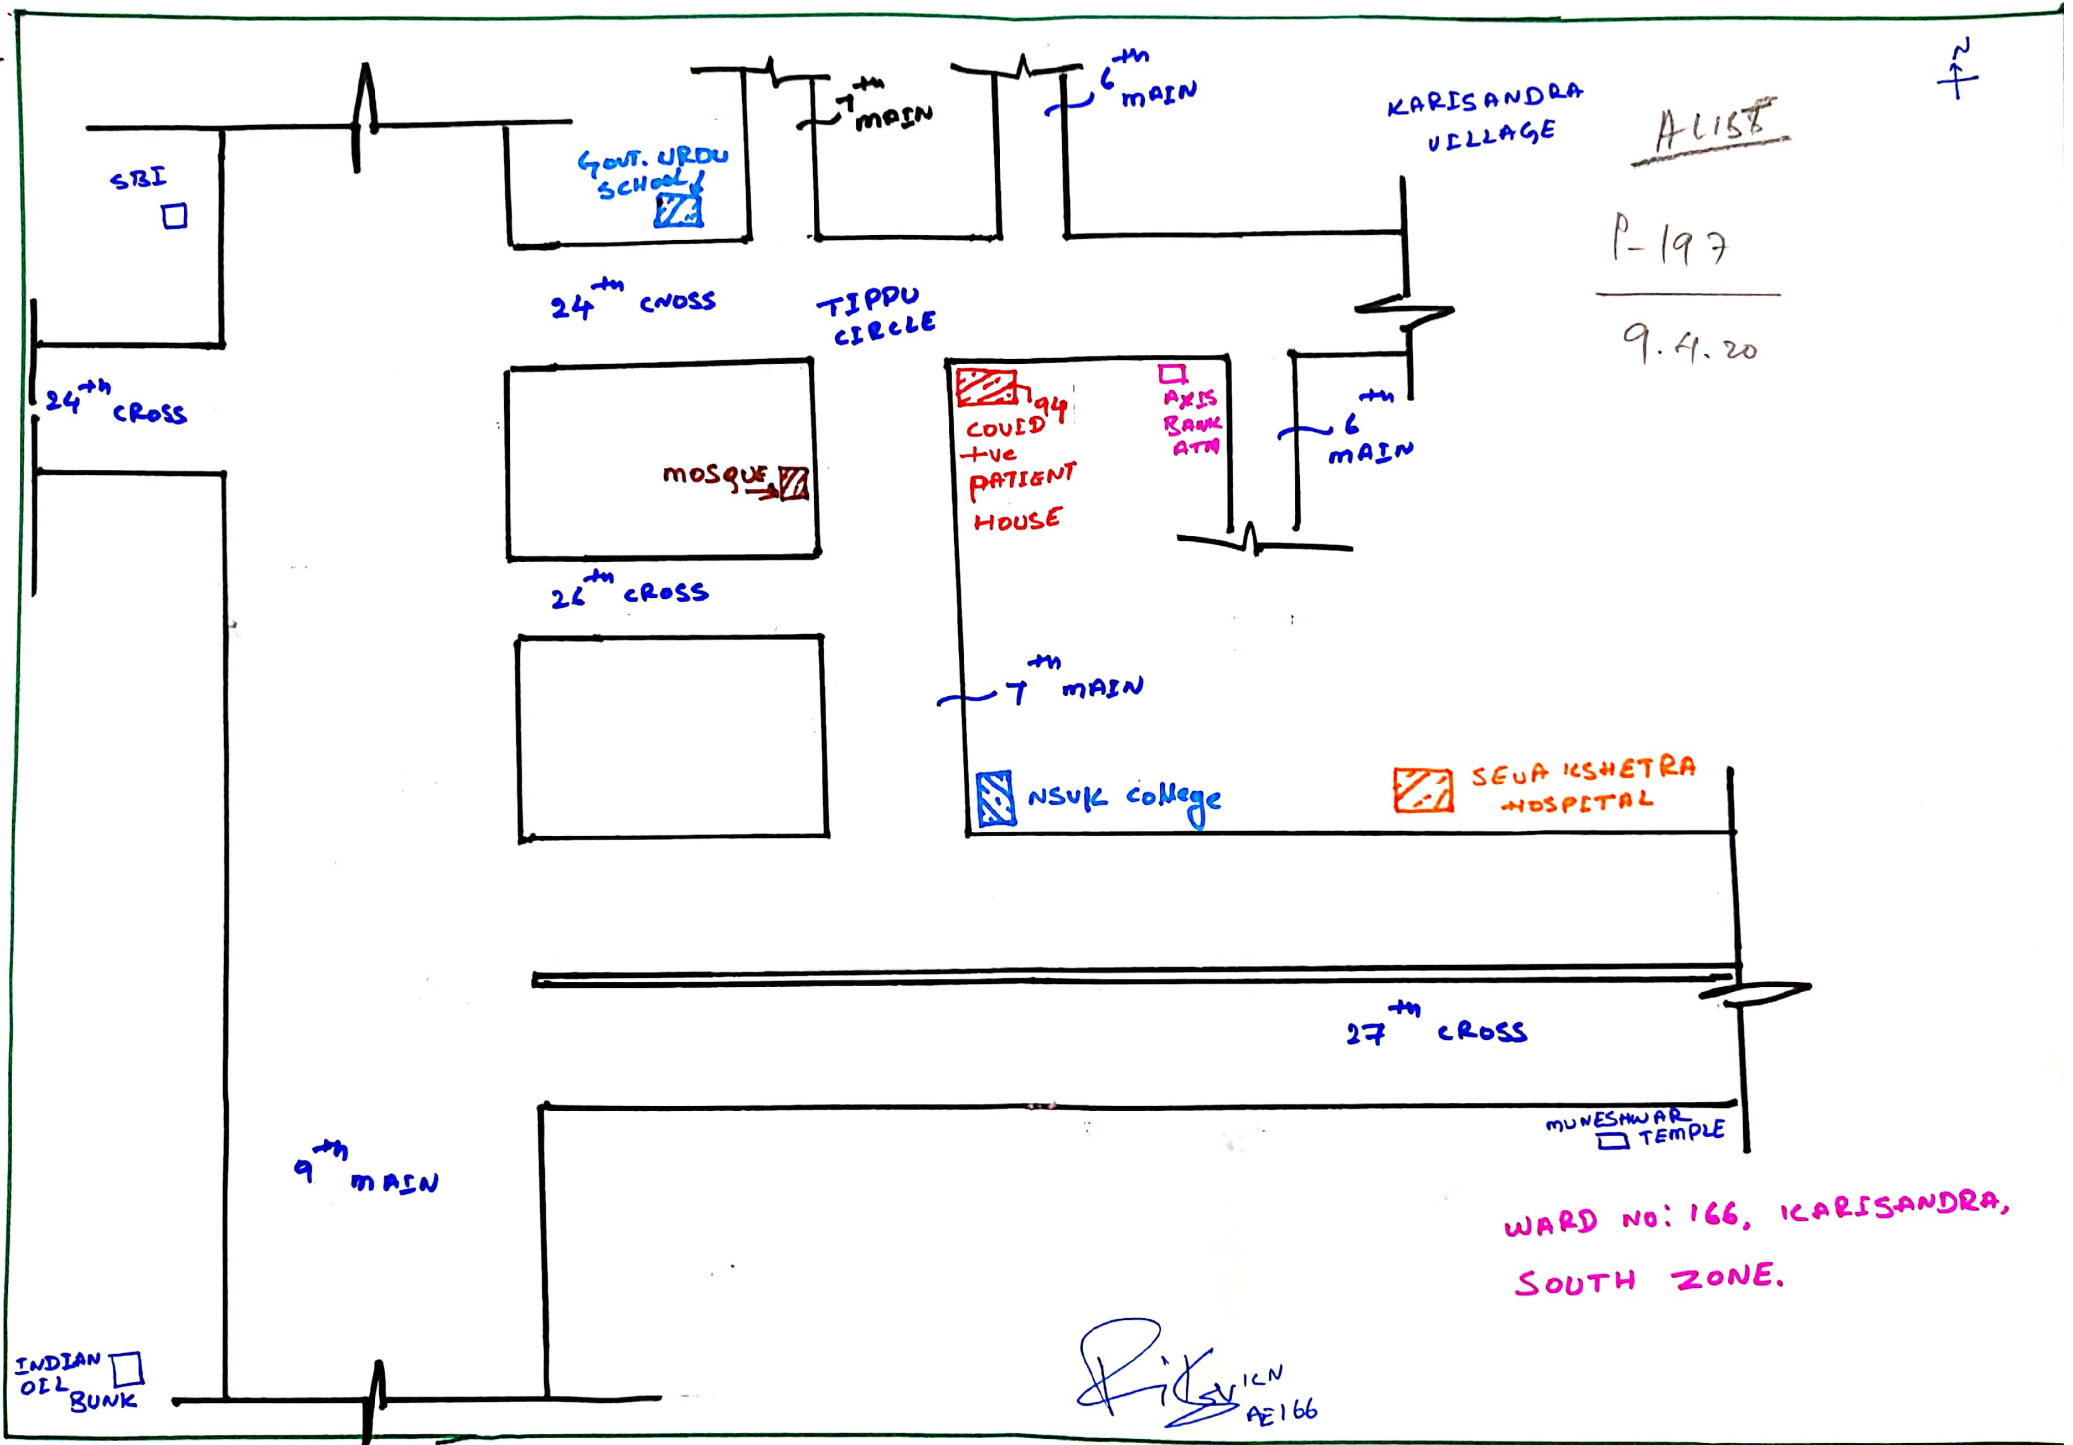 N
7th
MAIN
6th
MAIN
KARISANDRA
VILLAGE
A LIST
P-197
9.4.20
SBI
GOVT. URDU
SCHOOL
24th CROSS
TIPPU
CIRCLE
24th CROSS
94
COVID
+ve
PATIENT
HOUSE
AXIS
BANK
ATM
6th
MAIN
MOSQUE
26th CROSS
7th MAIN
NSVK College
SEVA KSHETRA
HOSPITAL
27th CROSS
MUNESHWAR
TEMPLE
9th MAIN
WARD NO: 166, KARISANDRA,
SOUTH ZONE.
INDIAN
OIL
BUNK
AE166